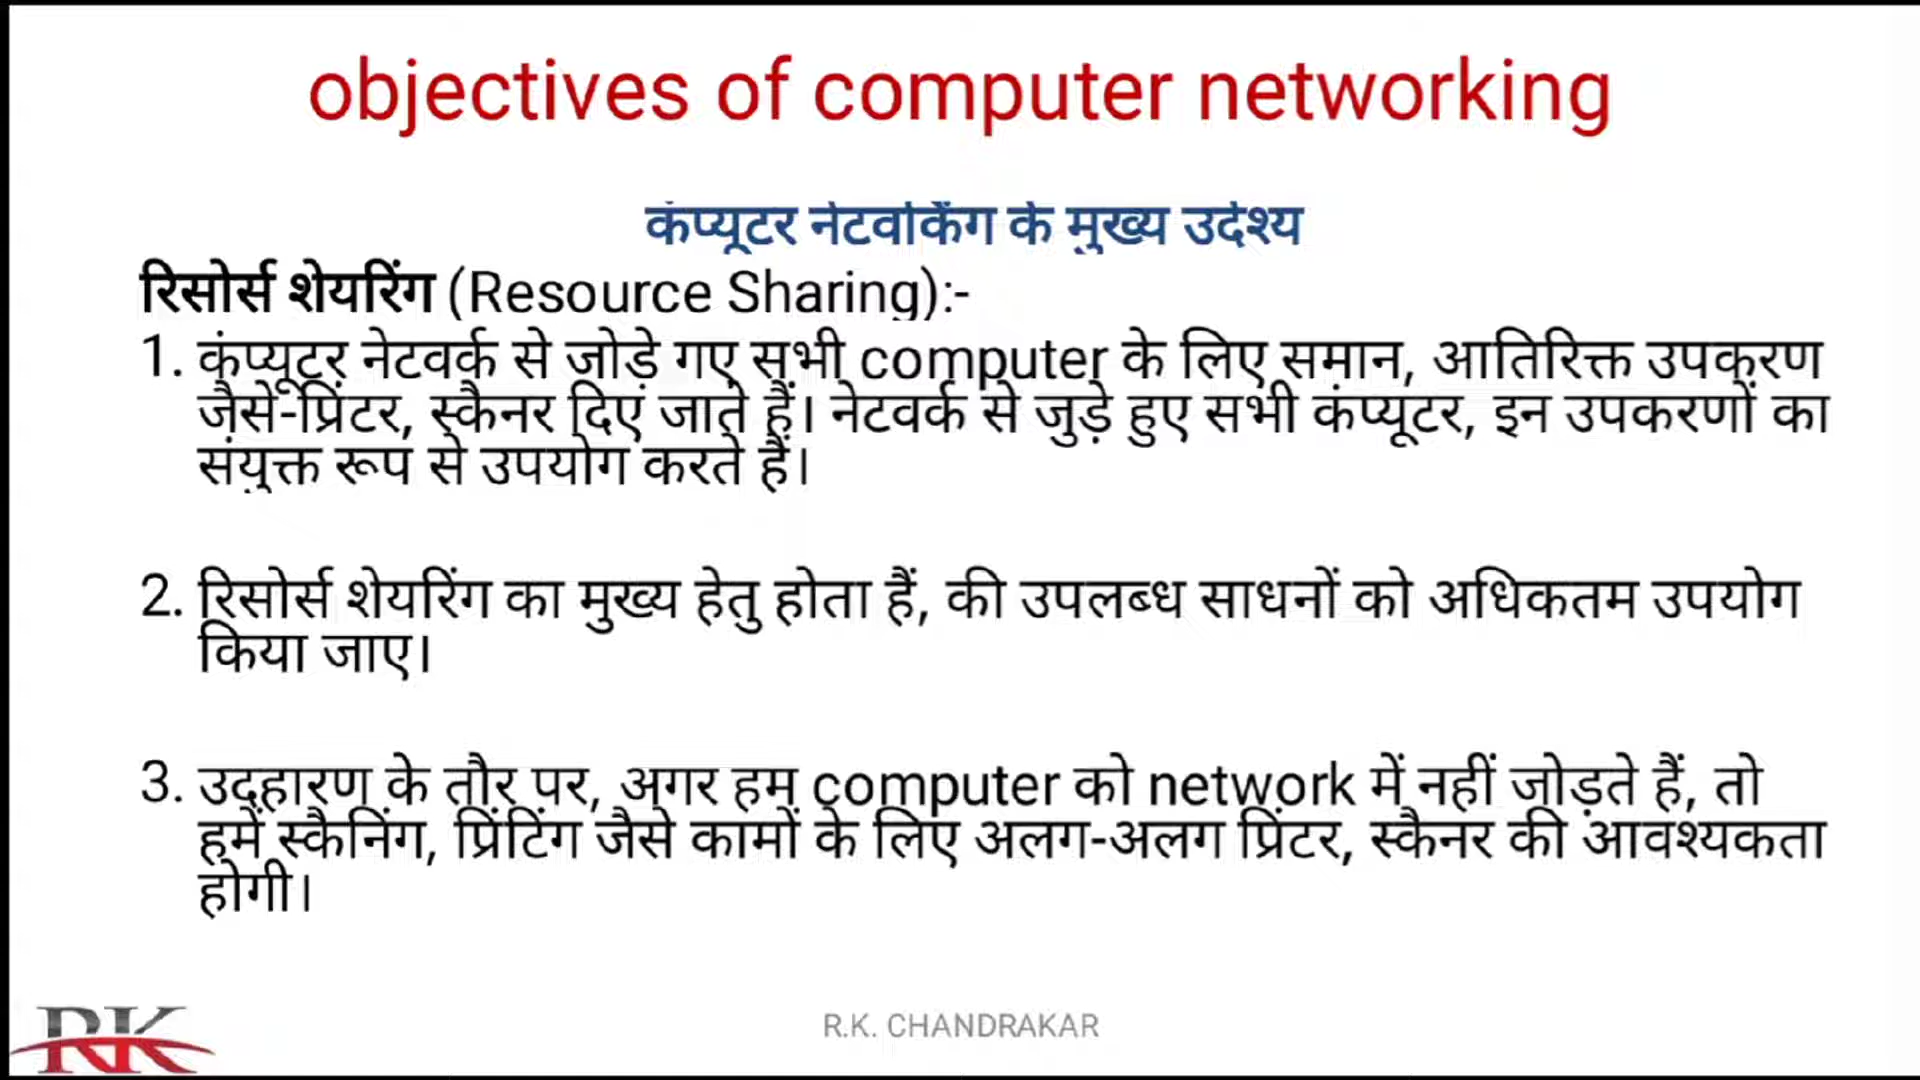 objectives of computer networking
कंप्यूटर नेटवर्किंग के मुख्य उदेश्य
रिसोर्स शेयरिंग (Resource Sharing):-
1. कंप्यूटर नेटवर्क से जोड़े गए सभी computer के लिए समान, आतिरिक्त उपकरण
जैसे-प्रिंटर, स्कैनर दिए जाते हैं। नेटवर्क से जुड़े हुए सभी कंप्यूटर, इन उपकरणों का
संयुक्त रूप से उपयोग करते हैं।
2. रिसोर्स शेयरिंग का मुख्य हेतु होता हैं, की उपलब्ध साधनों को अधिकतम उपयोग
किया जाए।
3. उदहारण के तौर पर, अगर हम computer को network में नहीं जोड़ते हैं, तो
हमें स्कैनिंग, प्रिंटिंग जैसे कामों के लिए अलग-अलग प्रिंटर, स्कैनर की आवश्यकता
होगी।
RK
R.K. CHANDRAKAR